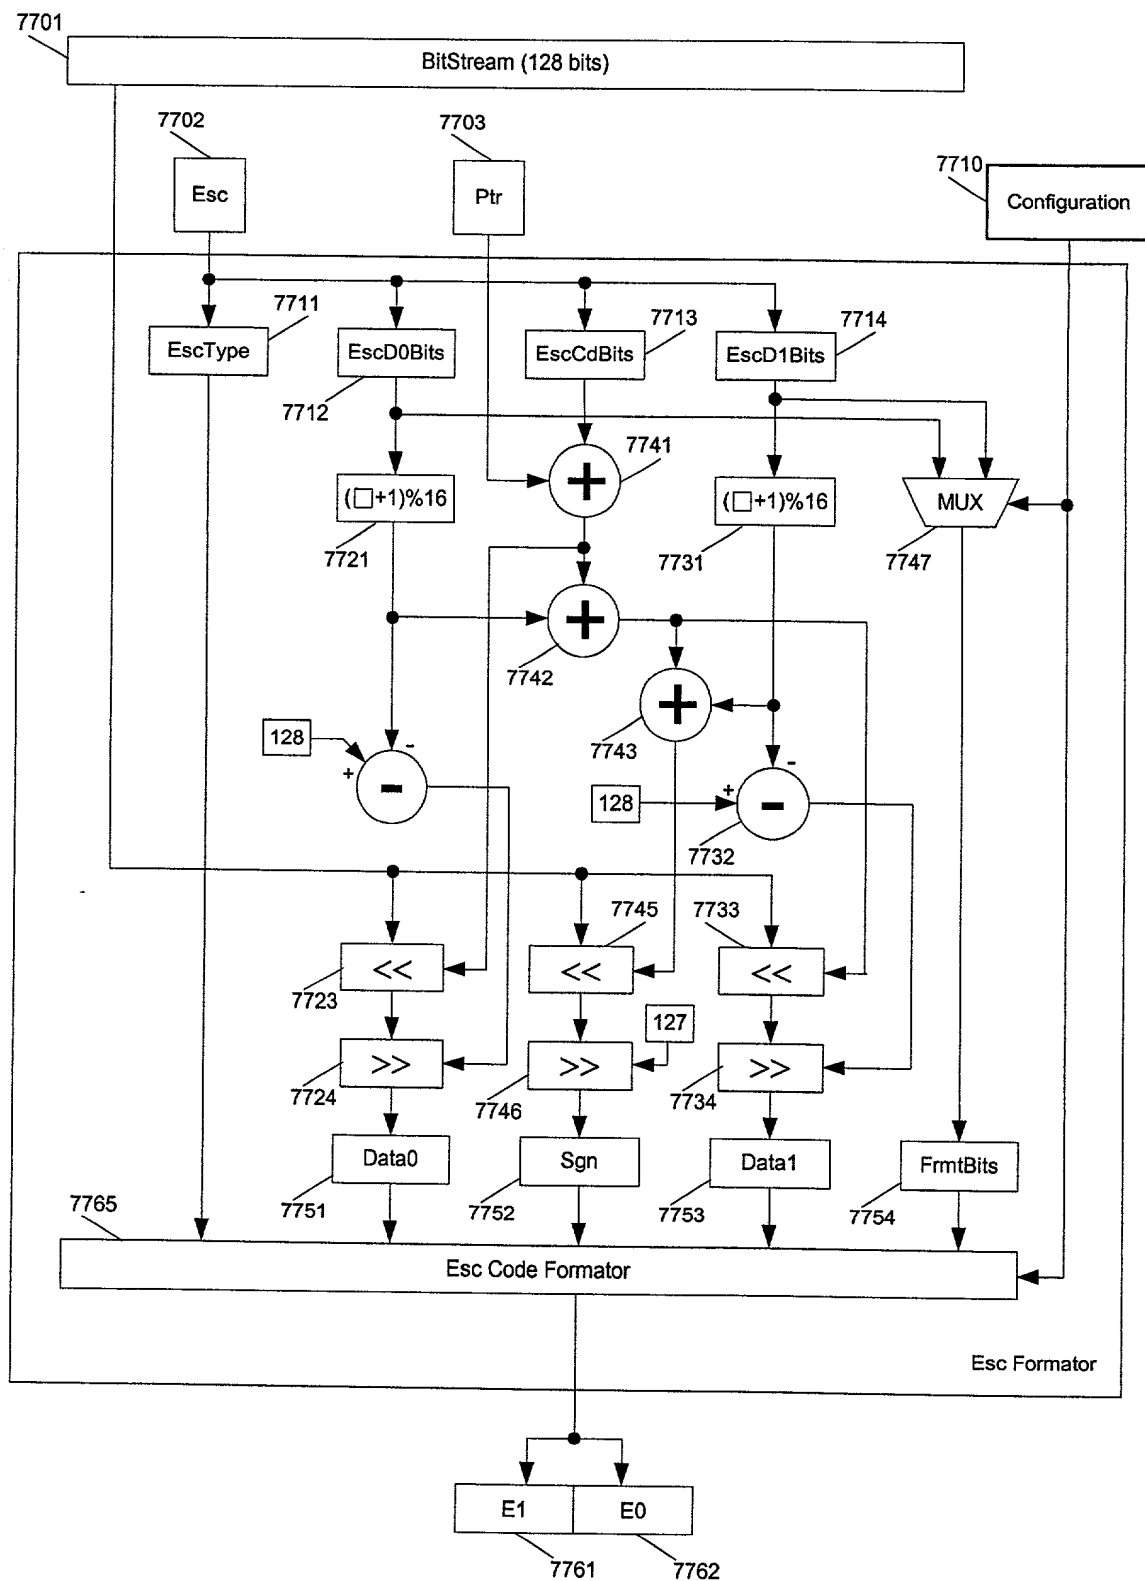 7701
BitStream (128 bits)
7702
7703
7710
Esc
Ptr
Configuration
7711
7713
7714
EscType
EscD0Bits
EscCdBits
EscD1Bits
7712
7741
(□+1)%16
+
(□+1)%16
MUX
7721
7731
7747
+
7742
+
7743
128
-
+
-
128
+
-
-
7732
7745
7733
<<
<<
<<
7723
127
>>
>>
>>
7724
7746
7734
Data0
Sgn
Data1
FrmtBits
7751
7752
7753
7754
7765
Esc Code Formator
Esc Formator
E1
E0
7761
7762